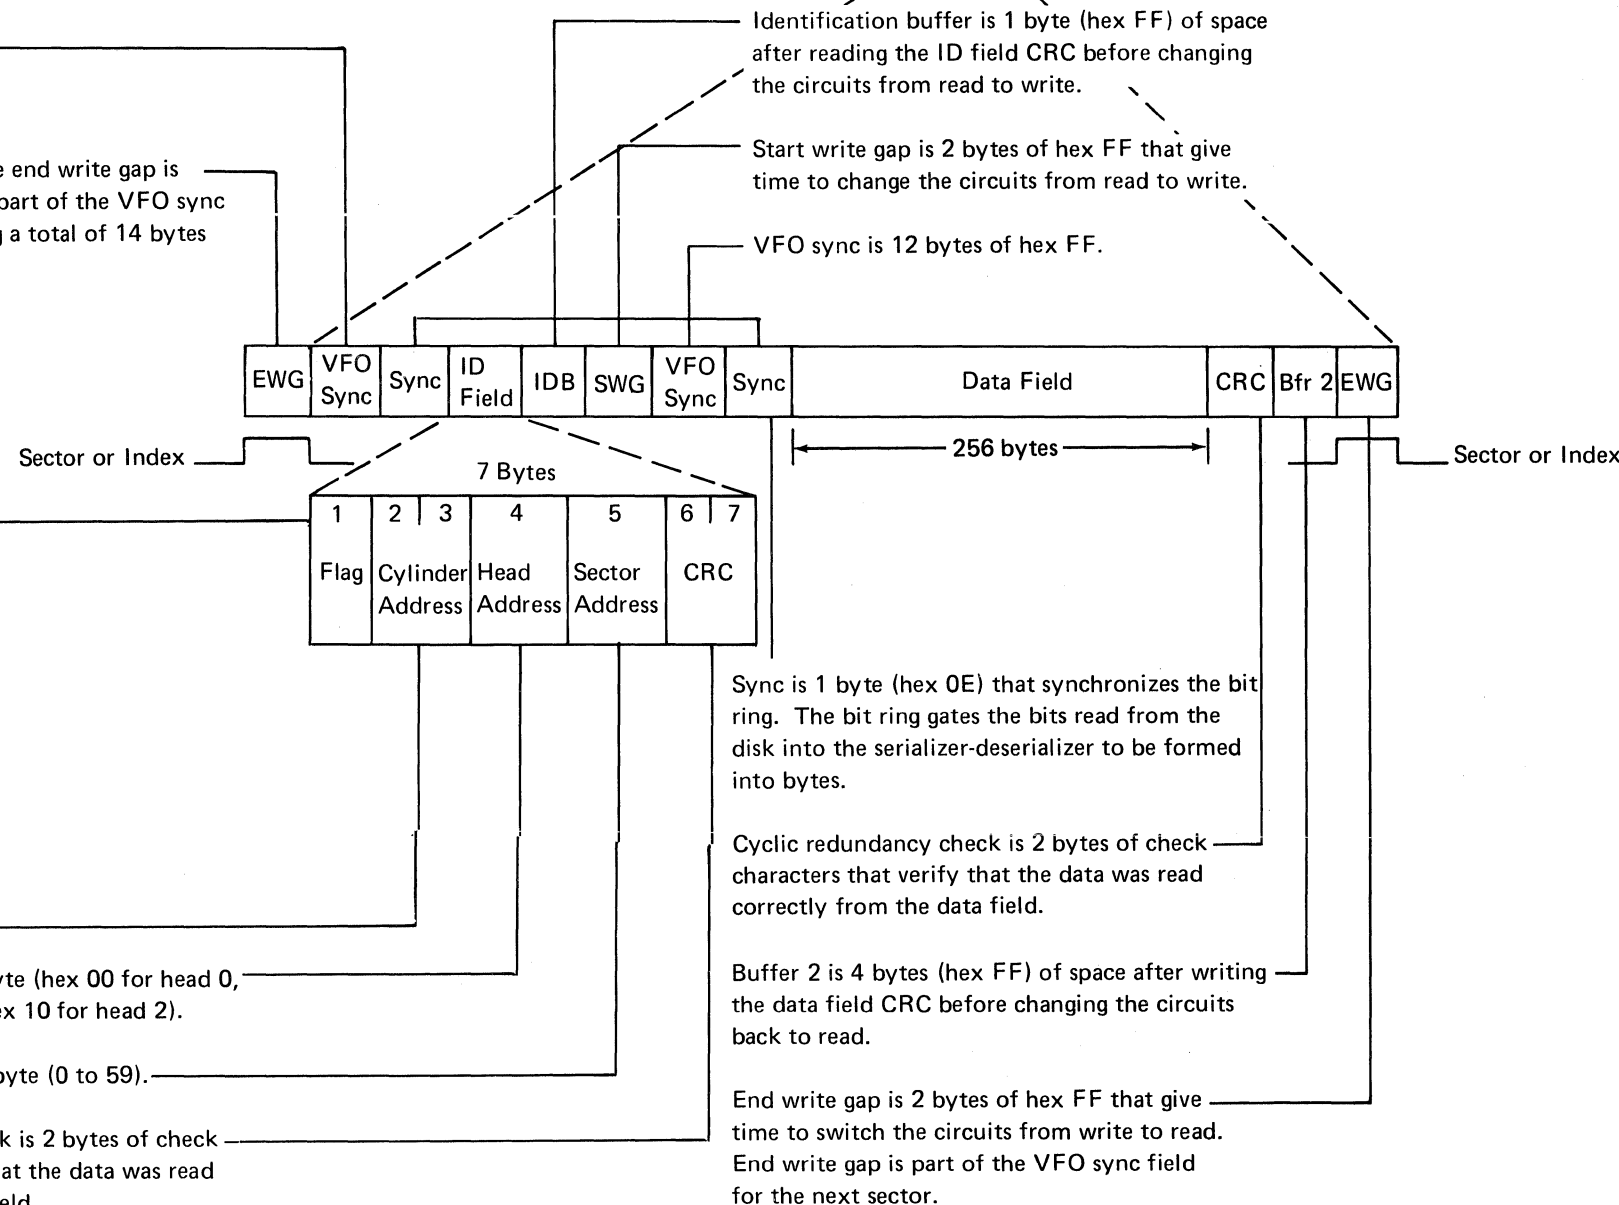 Identification buffer is 1 byte (hex FF) of space
after reading the ID field CRC before changing
the circuits from read to write.
end write gap is
part of the VFO sync
a total of 14 bytes
Start write gap is 2 bytes of hex FF that give
time to change the circuits from read to write.
VFO sync is 12 bytes of hex FF.
EWG
VFO
Sync
Sync
ID
Field
IDB
SWG
VFO
Sync
Sync
Data Field
CRC
Bfr 2
EWG
Sector or Index
256 bytes
Sector or Index
7 Bytes
1
2
3
4
5
6
7
Flag
Cylinder
Address
Head
Address
Sector
Address
CRC
Sync is 1 byte (hex 0E) that synchronizes the bit
ring. The bit ring gates the bits read from the
disk into the serializer-deserializer to be formed
into bytes.
Cyclic redundancy check is 2 bytes of check
characters that verify that the data was read
correctly from the data field.
(hex 00 for head 0,
10 for head 2).
Buffer 2 is 4 bytes (hex FF) of space after writing
the data field CRC before changing the circuits
back to read.
byte (0 to 59).
is 2 bytes of check
at the data was read
End write gap is 2 bytes of hex FF that give
time to switch the circuits from write to read.
End write gap is part of the VFO sync field
for the next sector.